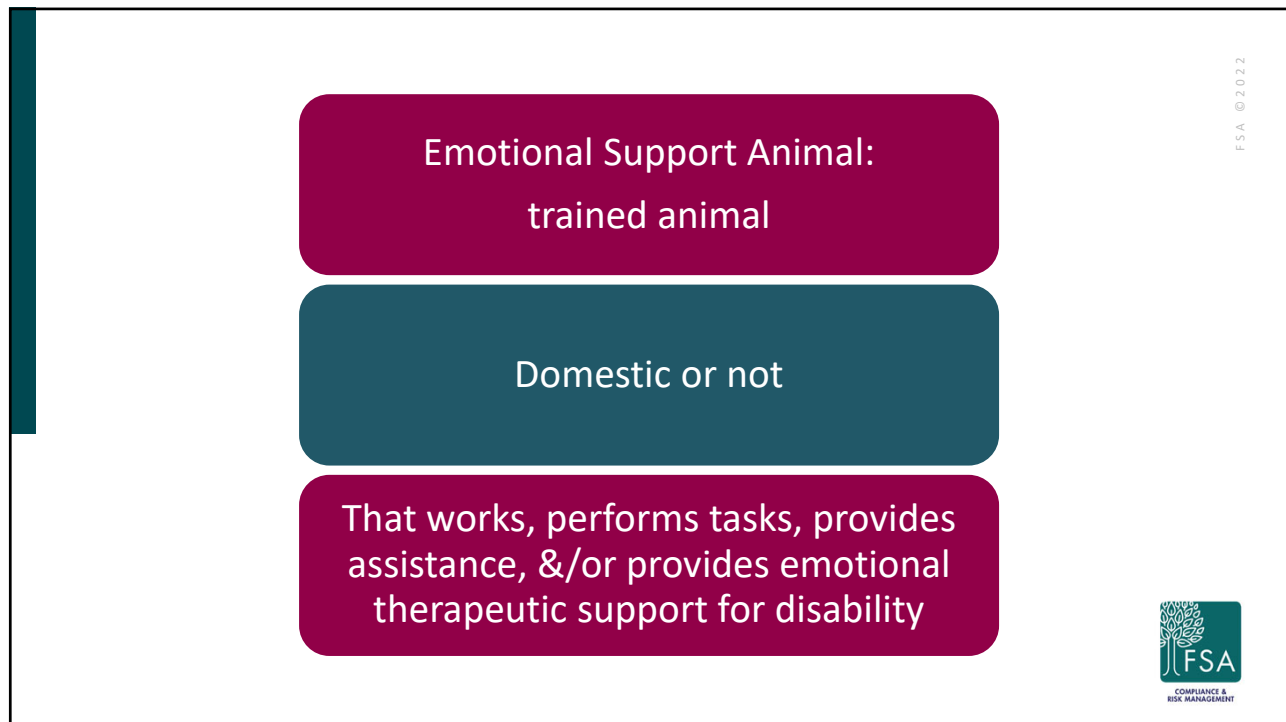 FSA ©2022
Emotional Support Animal:
trained animal
Domestic or not
That works, performs tasks, provides
assistance, &/or provides emotional
therapeutic support for disability
FSA
COMPLIANCE &
RISK MANAGEMENT